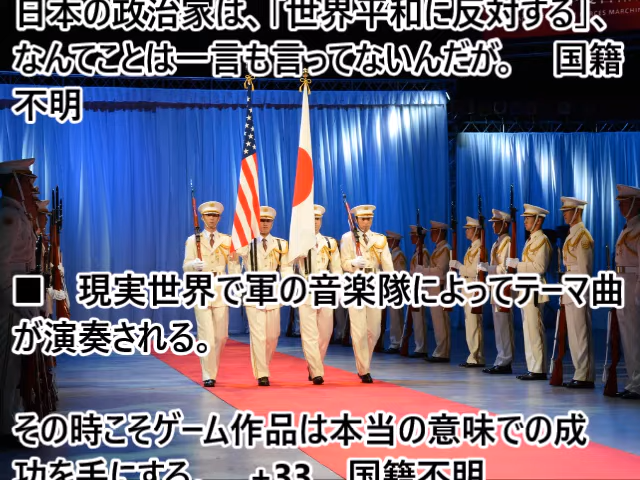 日本の政治家は、「世界平和に反対する」、
なんてことは一言も言ってないんだが。　国籍
不明
■　現実世界で軍の音楽隊によってテーマ曲
が演奏される。
その時こそゲーム作品は本当の意味での成
功を手にする。　+33　国籍不明
CES MARCHIN